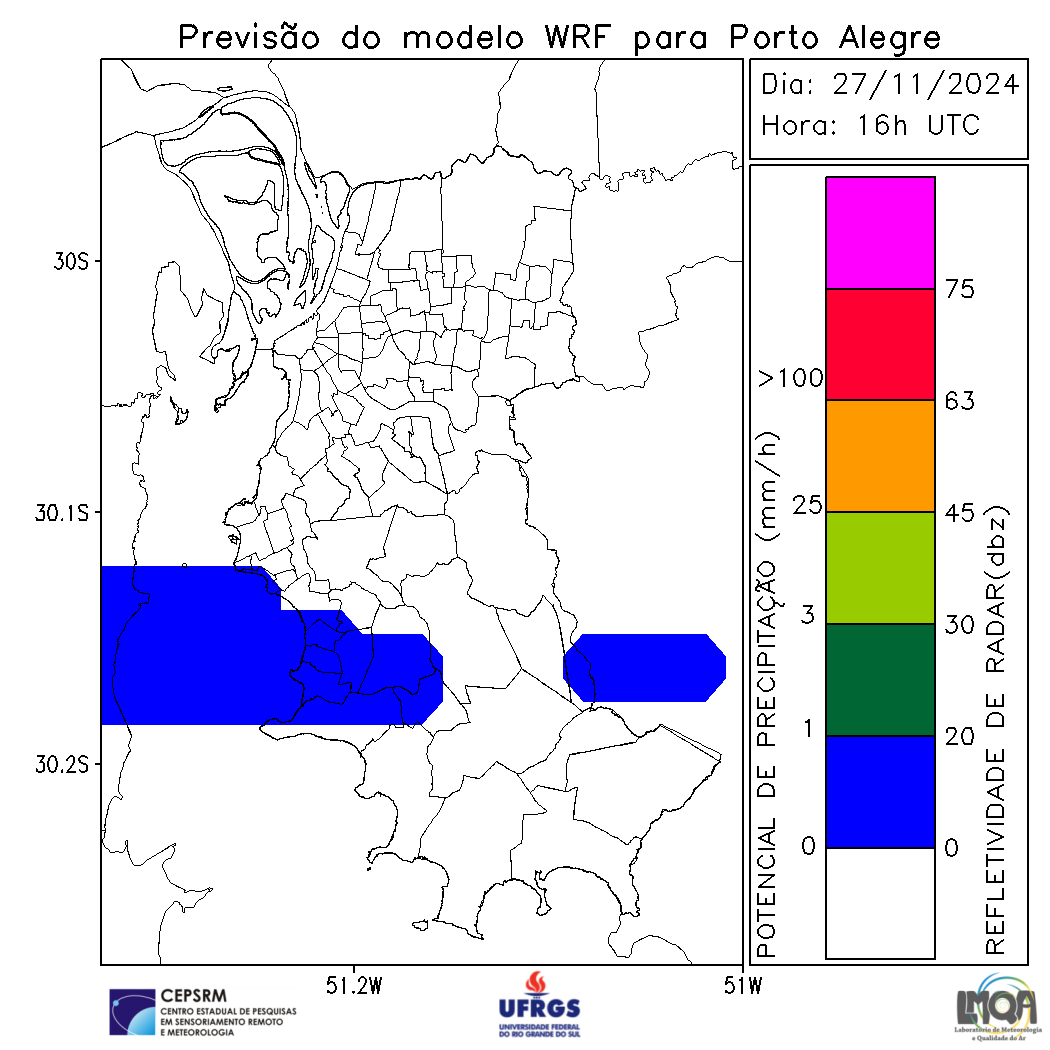 Previsão do modelo WRF para Porto Alegre
Dia: 27/11/2024
Hora: 16h UTC
30S
30.1S
30.2S
51.2W
51W
POTENCIAL DE PRECIPITAÇÃO (mm/h)
>100
25
3
1
0
75
63
45
30
20
0
REFLETIVIDADE DE RADAR(dbz)
CEPSRM
CENTRO ESTADUAL DE PESQUISAS
EM SENSORIAMENTO REMOTO
E METEOROLOGIA
UFRGS
UNIVERSIDADE FEDERAL
DO RIO GRANDE DO SUL
LMQA
Laboratório de Meteorologia
e Qualidade do Ar